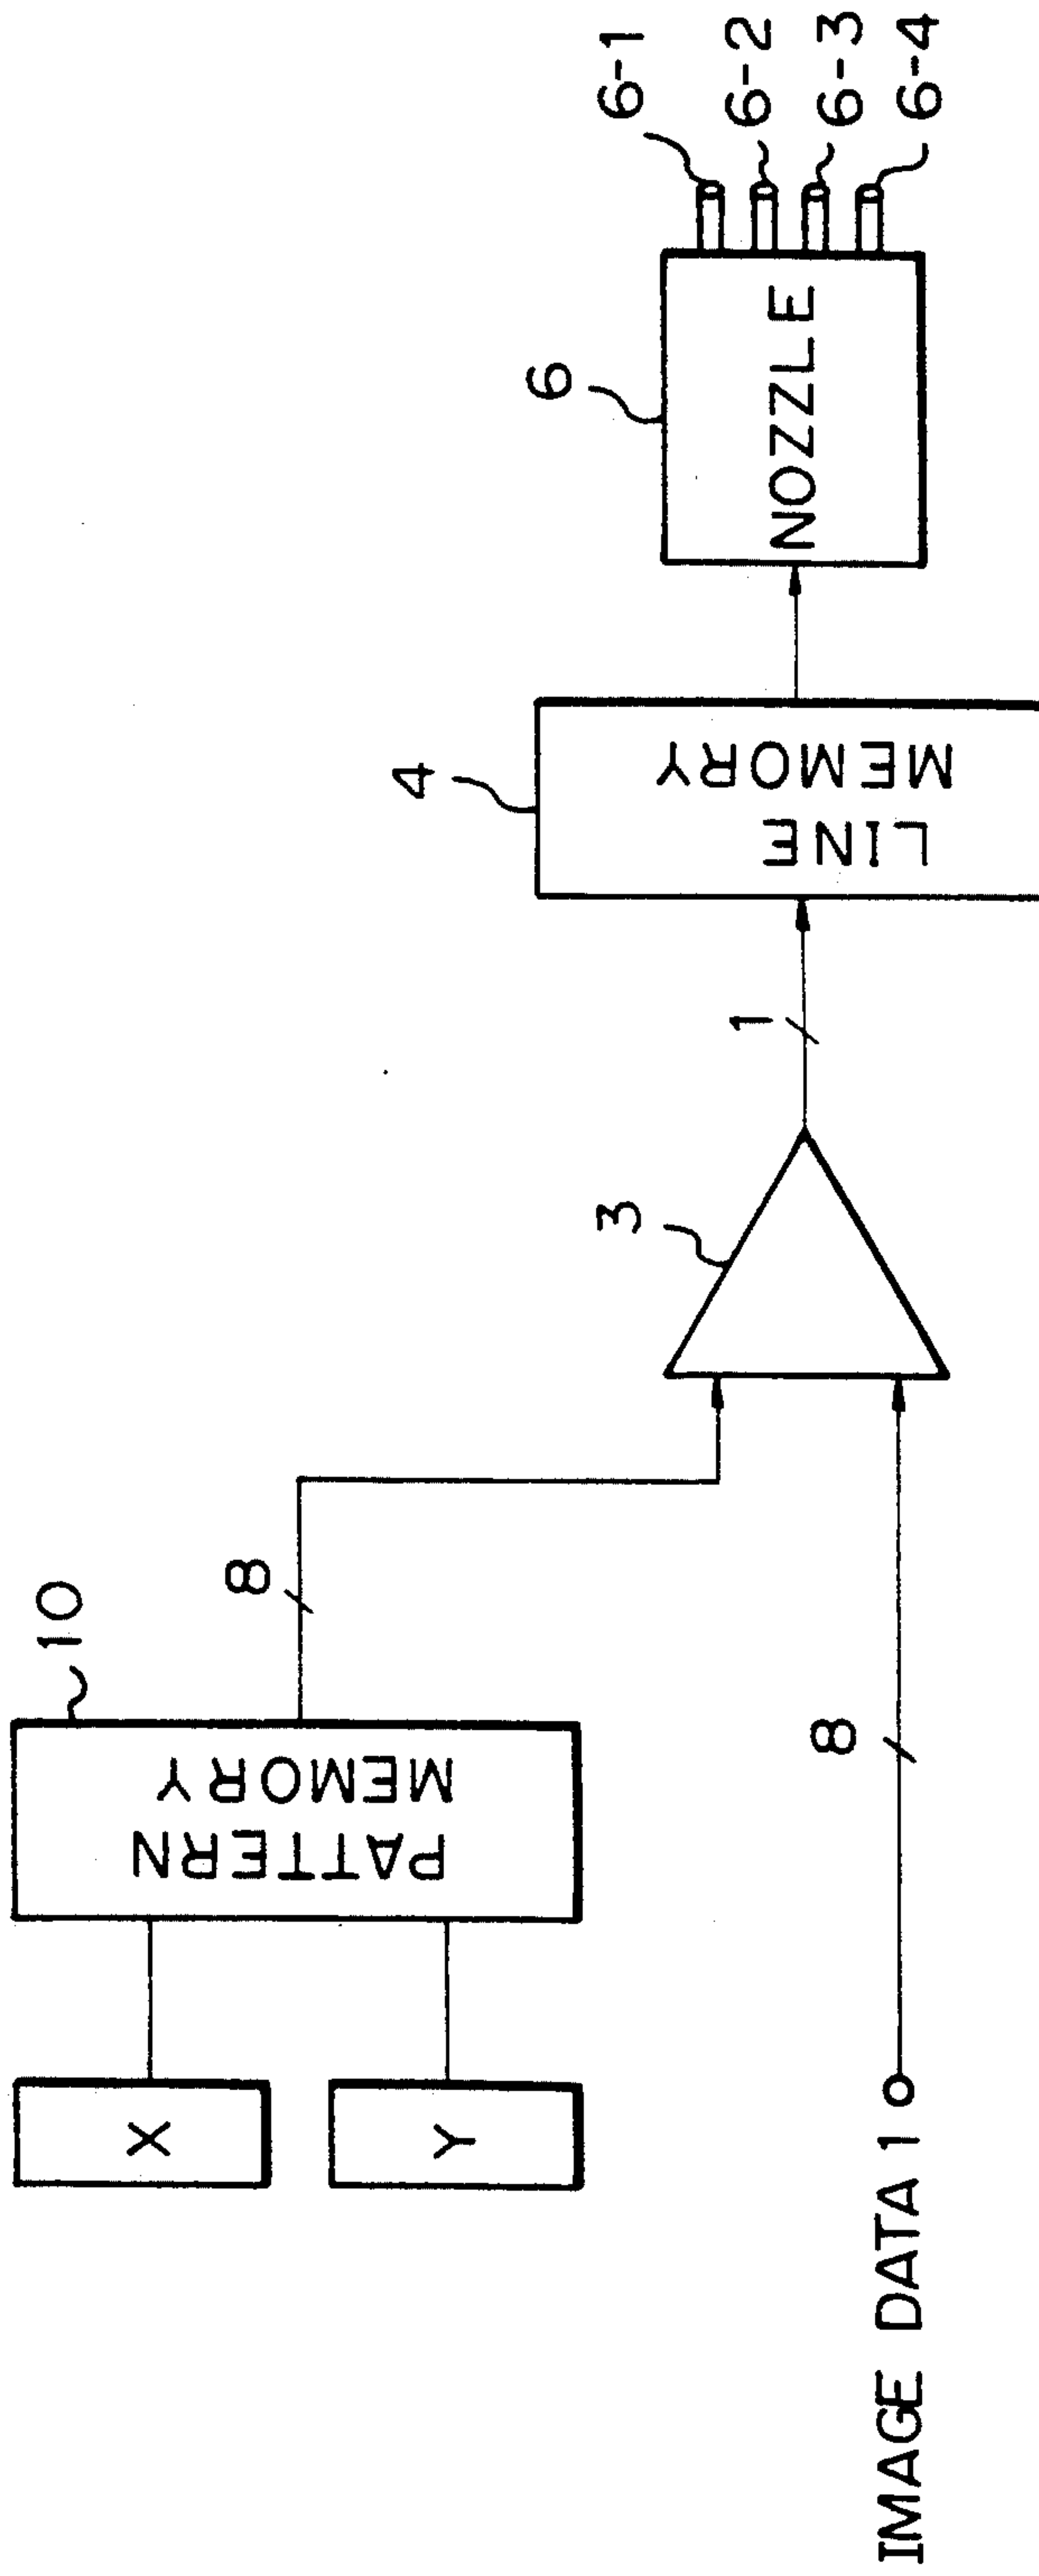 X
Y
PATTERN
MEMORY
10
8
IMAGE DATA 1
8
3
1
LINE
MEMORY
4
NOZZLE
6
6-1
6-2
6-3
6-4